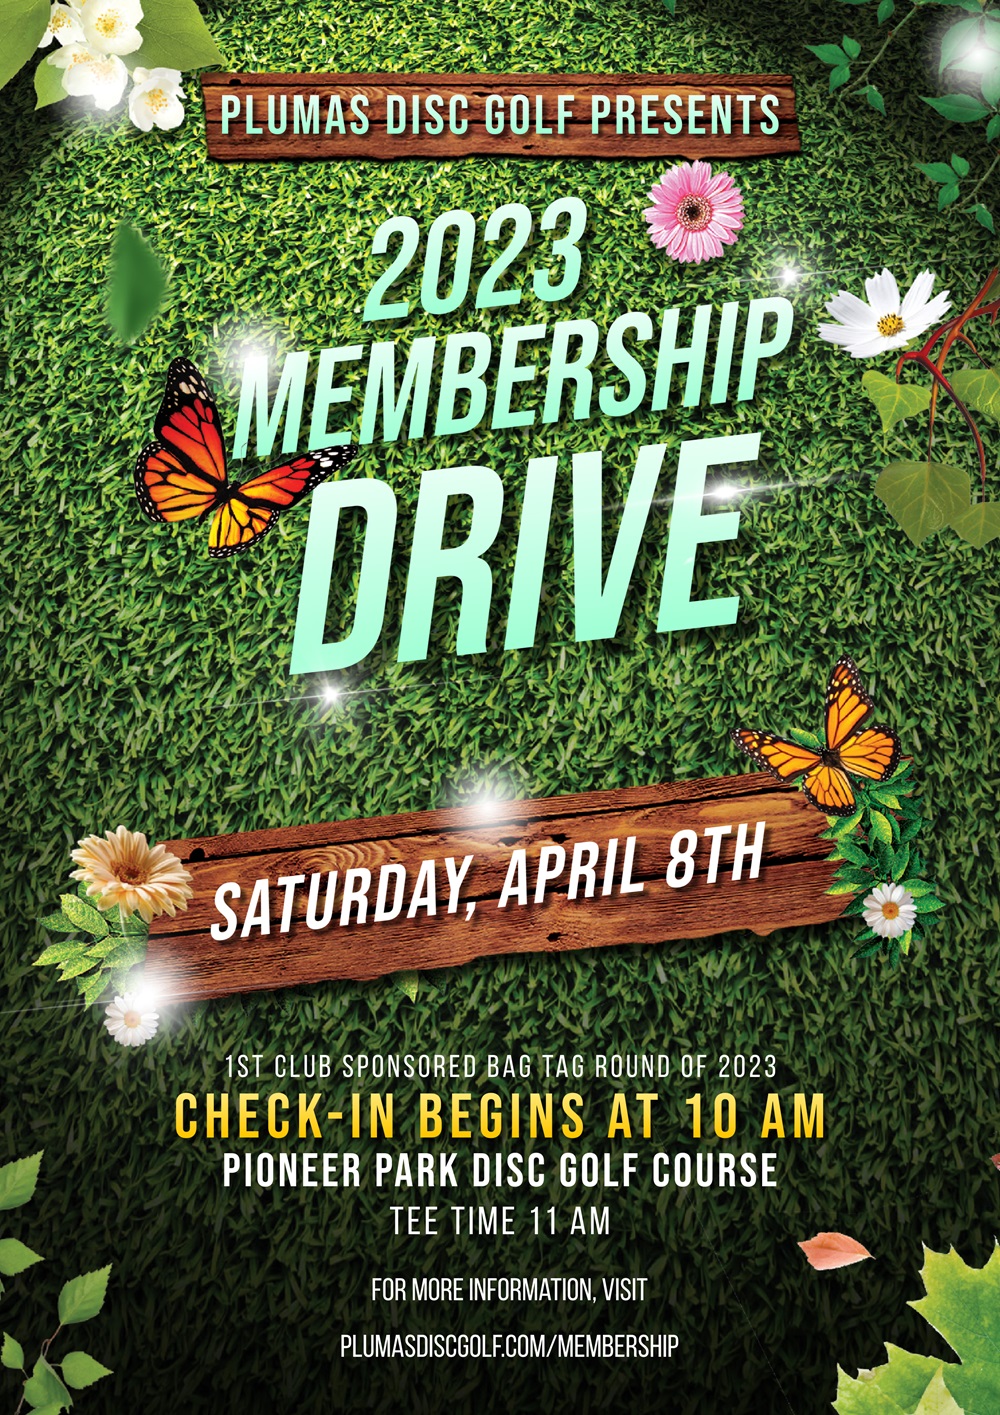 PLUMAS DISC GOLF PRESENTS
2023
MEMBERSHIP
DRIVE
SATURDAY, APRIL 8TH
1ST CLUB SPONSORED BAG TAG ROUND OF 2023
CHECK-IN BEGINS AT 10 AM
PIONEER PARK DISC GOLF COURSE
TEE TIME 11 AM
FOR MORE INFORMATION, VISIT
PLUMASDISCGOLF.COM/MEMBERSHIP